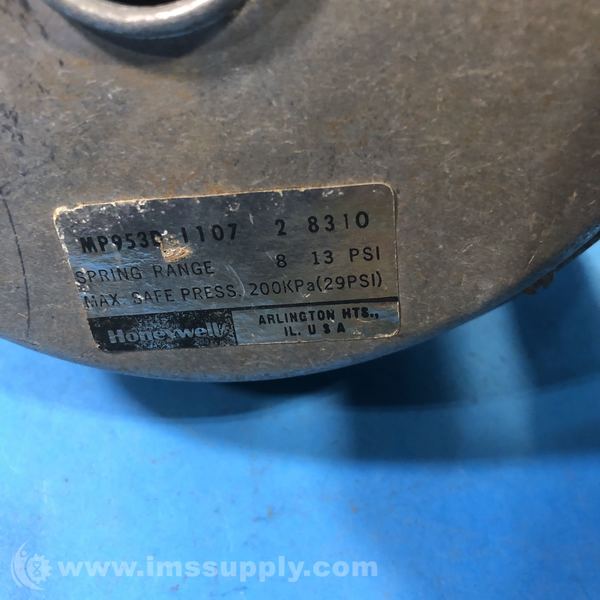 MP953D 1107 2 8310
SPRING RANGE 8 13 PSI
MAX. SAFE PRESS. 200KPa(29PSI)
Honeywell
ARLINGTON HTS.,
IL. U S A
www.imssupply.com